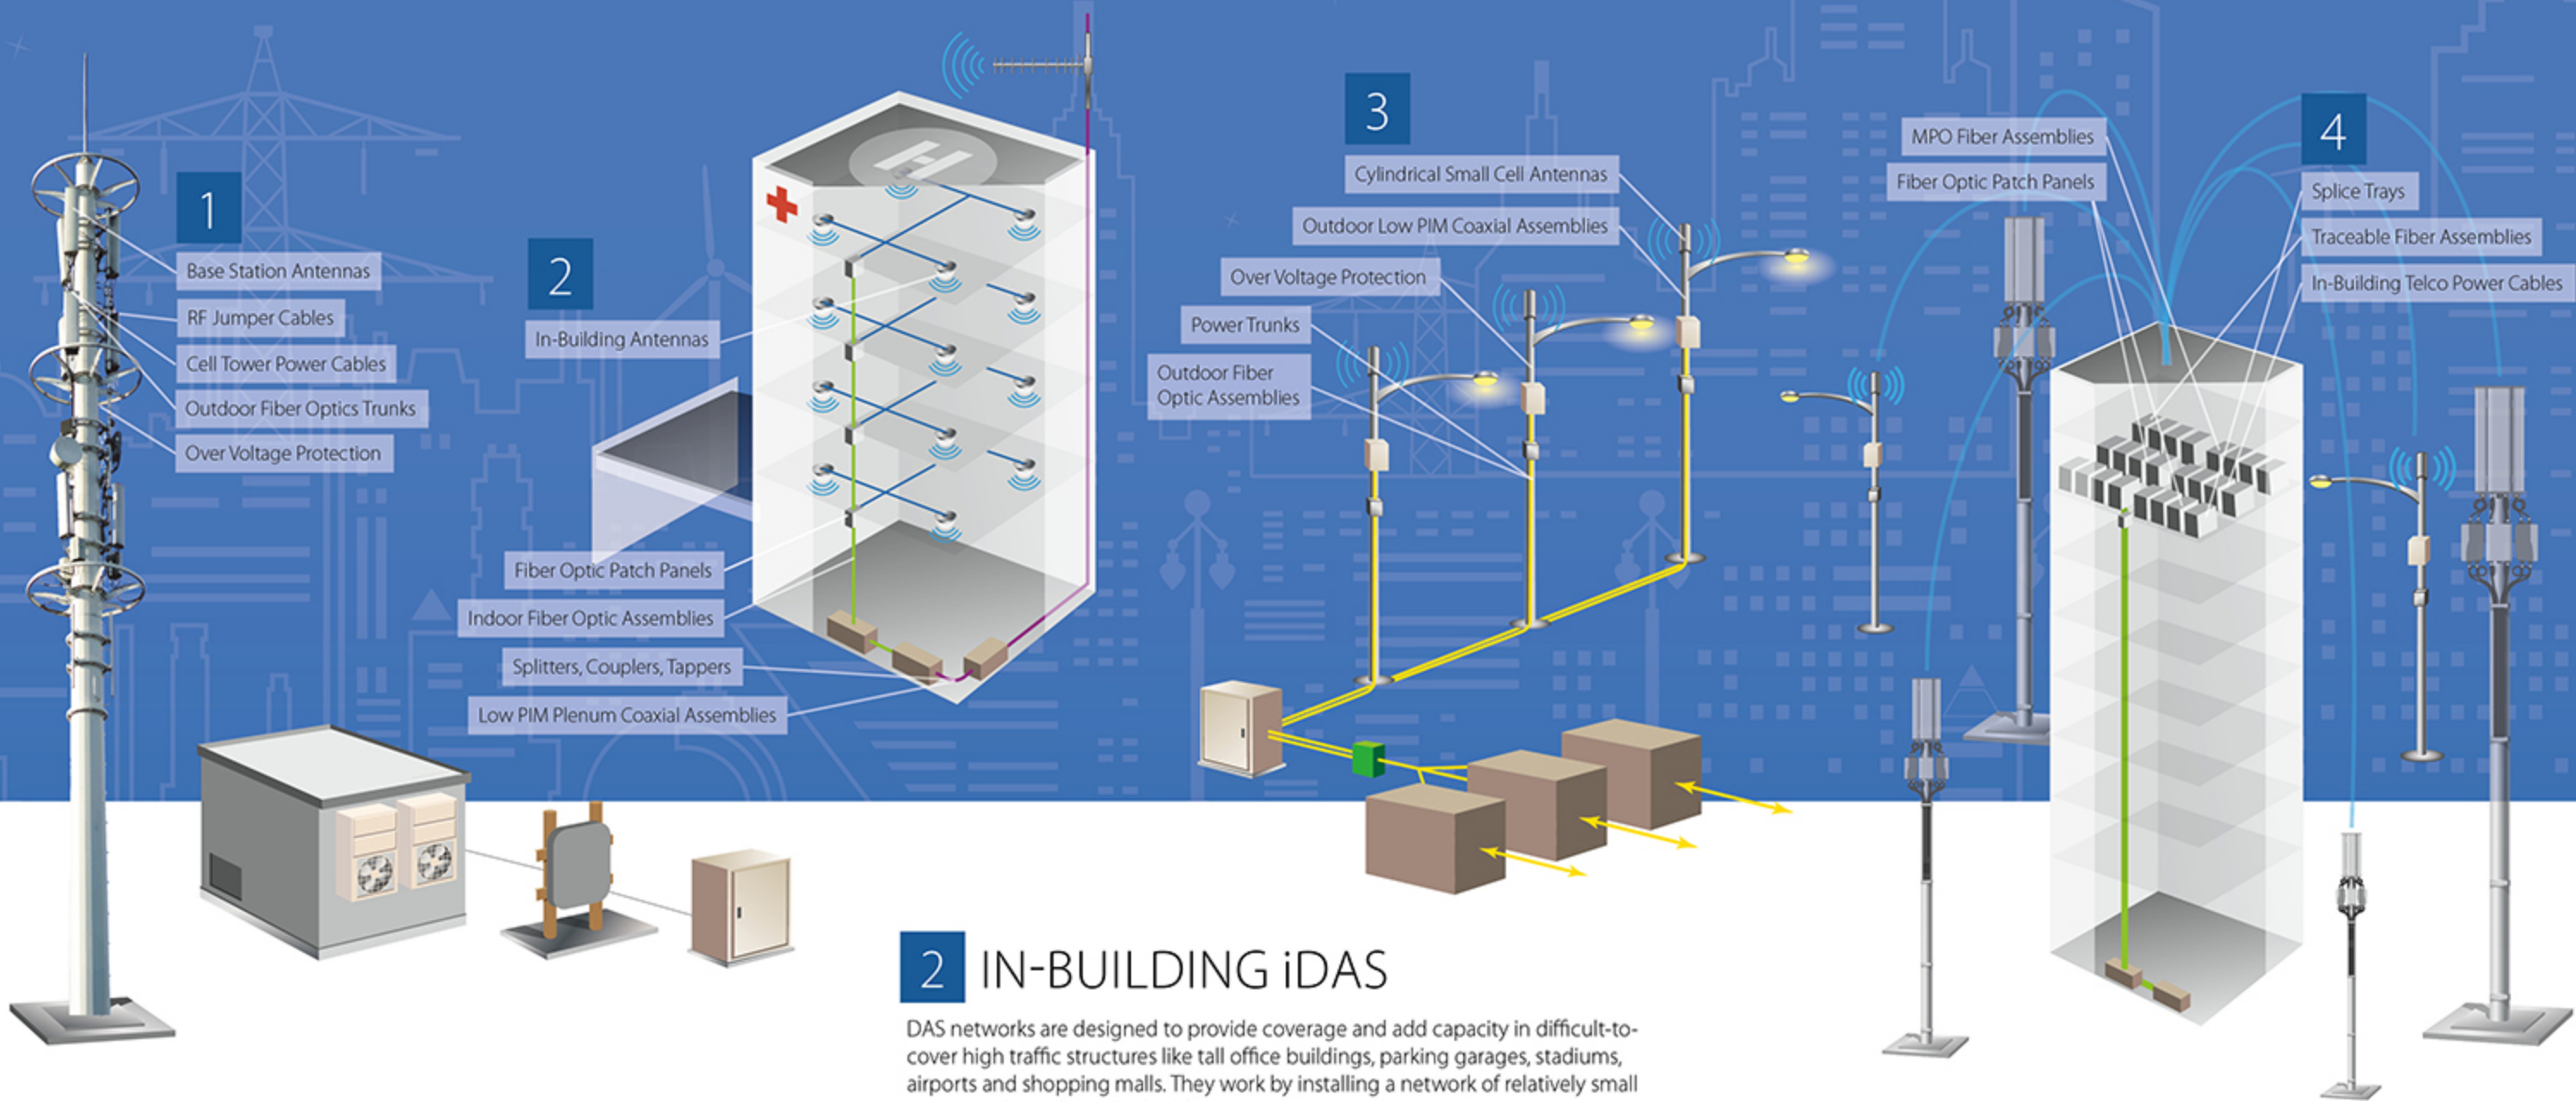 1
Base Station Antennas
RF Jumper Cables
Cell Tower Power Cables
Outdoor Fiber Optics Trunks
Over Voltage Protection
2
In-Building Antennas
Fiber Optic Patch Panels
Indoor Fiber Optic Assemblies
Splitters, Couplers, Tappers
Low PIM Plenum Coaxial Assemblies
H
3
Cylindrical Small Cell Antennas
Outdoor Low PIM Coaxial Assemblies
Over Voltage Protection
Power Trunks
Outdoor Fiber
Optic Assemblies
MPO Fiber Assemblies
Fiber Optic Patch Panels
4
Splice Trays
Traceable Fiber Assemblies
In-Building Telco Power Cables
2 IN-BUILDING iDAS
DAS networks are designed to provide coverage and add capacity in difficult-to-
cover high traffic structures like tall office buildings, parking garages, stadiums,
airports and shopping malls. They work by installing a network of relatively small